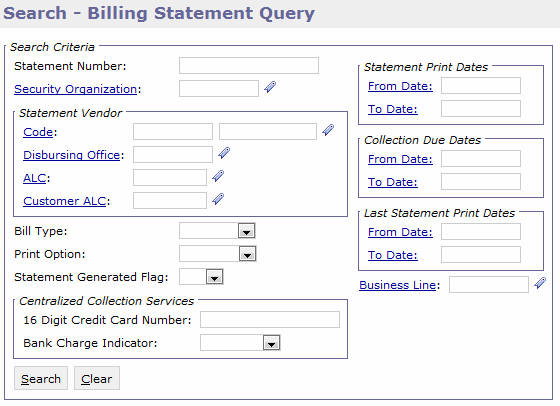 Search - Billing Statement Query
Search Criteria
Statement Number:
Security Organization:
Statement Vendor
Code:
Disbursing Office:
ALC:
Customer ALC:
Bill Type:
Print Option:
Statement Generated Flag:
Centralized Collection Services
16 Digit Credit Card Number:
Bank Charge Indicator:
Statement Print Dates
From Date:
To Date:
Collection Due Dates
From Date:
To Date:
Last Statement Print Dates
From Date:
To Date:
Business Line:
Search Clear